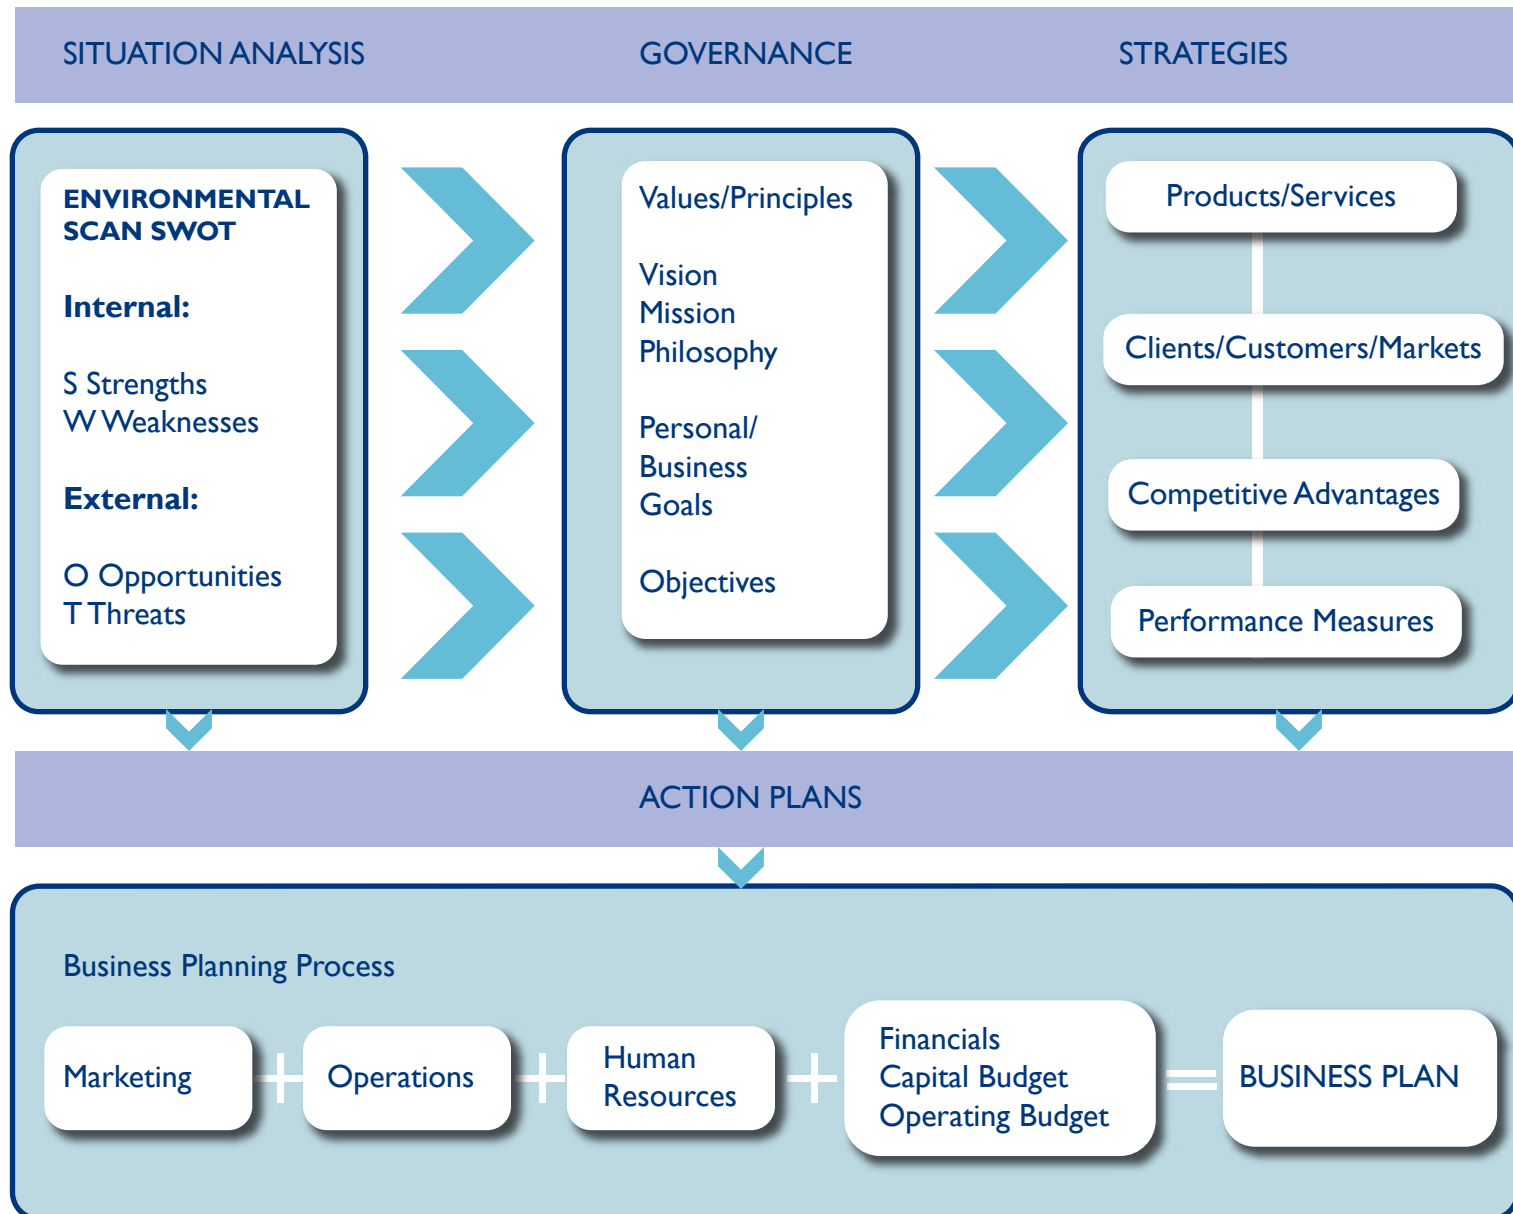 SITUATION ANALYSIS
GOVERNANCE
STRATEGIES
ENVIRONMENTAL
SCAN SWOT
Internal:
S Strengths
W Weaknesses
External:
O Opportunities
T Threats
Values/Principles
Vision
Mission
Philosophy
Personal/
Business
Goals
Objectives
Products/Services
Clients/Customers/Markets
Competitive Advantages
Performance Measures
ACTION PLANS
Business Planning Process
Marketing
+
Operations
+
Human
Resources
+
Financials
Capital Budget
Operating Budget
=
BUSINESS PLAN